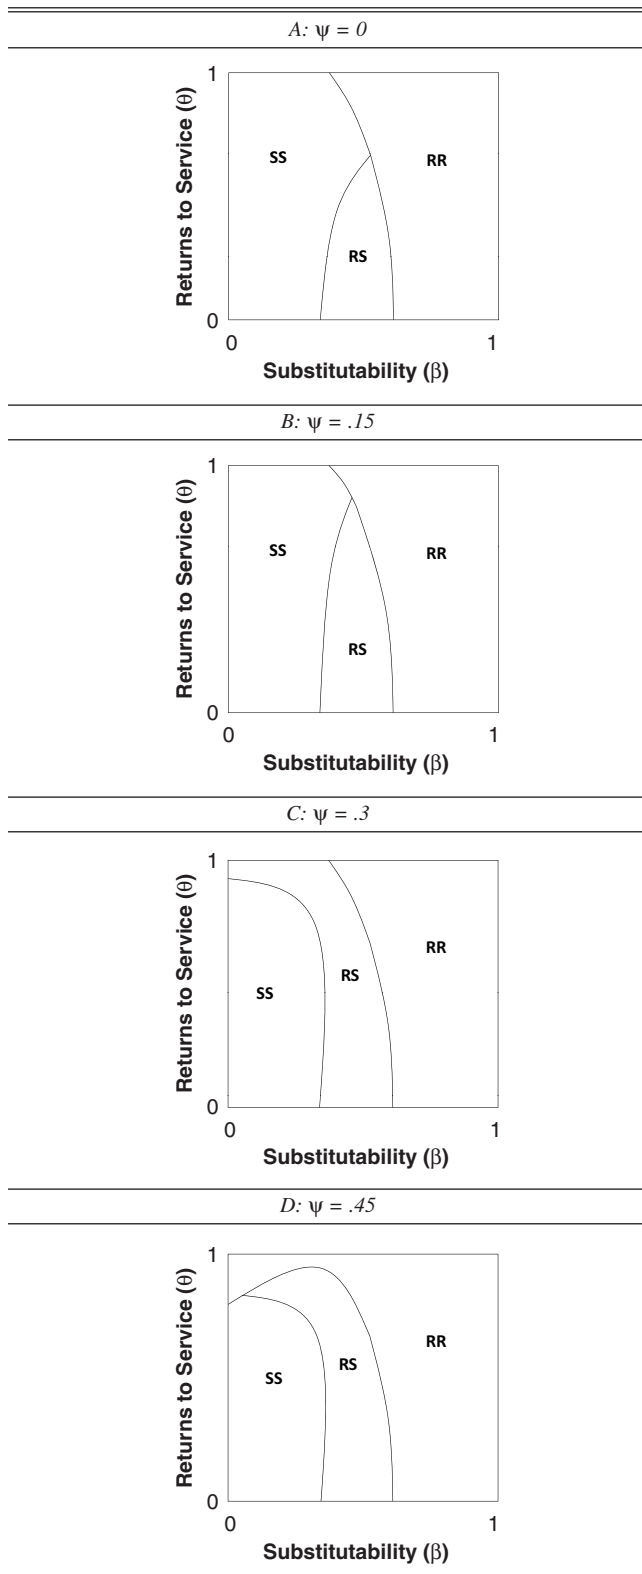 A: ψ = 0
1
Returns to Service (θ)
SS
RR
RS
0
0
1
Substitutability (β)
B: ψ = .15
1
Returns to Service (θ)
SS
RR
RS
0
0
1
Substitutability (β)
C: ψ = .3
1
Returns to Service (θ)
RR
RS
SS
0
0
1
Substitutability (β)
D: ψ = .45
1
Returns to Service (θ)
RR
RS
SS
0
0
1
Substitutability (β)